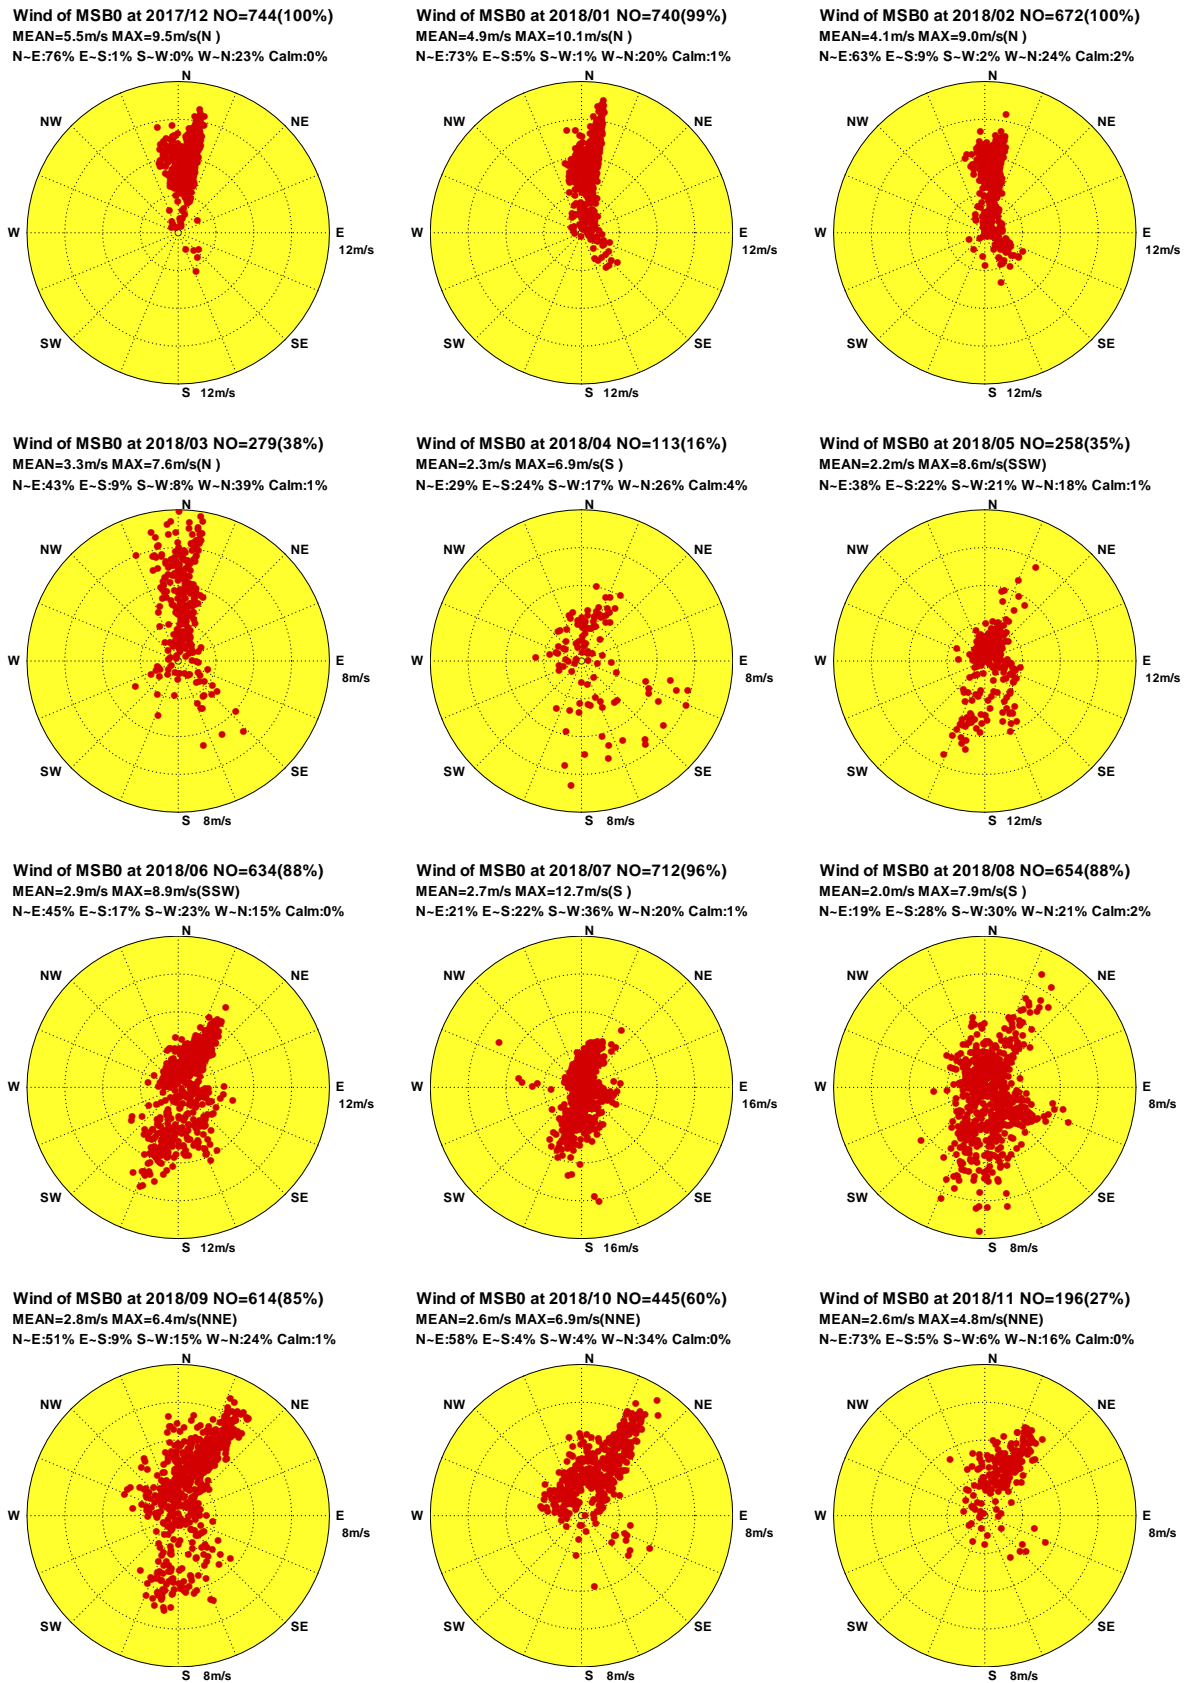 Wind of MSB0 at 2017/12 NO=744(100%)
MEAN=5.5m/s MAX=9.5m/s(N )
N~E:76% E~S:1% S~W:0% W~N:23% Calm:0%
N
NW
NE
W
E
12m/s
SW
SE
S 12m/s
Wind of MSB0 at 2018/01 NO=740(99%)
MEAN=4.9m/s MAX=10.1m/s(N )
N~E:73% E~S:5% S~W:1% W~N:20% Calm:1%
N
NW
NE
W
E
12m/s
SW
SE
S 12m/s
Wind of MSB0 at 2018/02 NO=672(100%)
MEAN=4.1m/s MAX=9.0m/s(N )
N~E:63% E~S:9% S~W:2% W~N:24% Calm:2%
N
NW
NE
W
E
12m/s
SW
SE
S 12m/s
Wind of MSB0 at 2018/03 NO=279(38%)
MEAN=3.3m/s MAX=7.6m/s(N )
N~E:43% E~S:9% S~W:8% W~N:39% Calm:1%
N
NW
NE
W
E
8m/s
SW
SE
S 8m/s
Wind of MSB0 at 2018/04 NO=113(16%)
MEAN=2.3m/s MAX=6.9m/s(S )
N~E:29% E~S:24% S~W:17% W~N:26% Calm:4%
N
NW
NE
W
E
8m/s
SW
SE
S 8m/s
Wind of MSB0 at 2018/05 NO=258(35%)
MEAN=2.2m/s MAX=8.6m/s(SSW)
N~E:38% E~S:22% S~W:21% W~N:18% Calm:1%
N
NW
NE
W
E
12m/s
SW
SE
S 12m/s
Wind of MSB0 at 2018/06 NO=634(88%)
MEAN=2.9m/s MAX=8.9m/s(SSW)
N~E:45% E~S:17% S~W:23% W~N:15% Calm:0%
N
NW
NE
W
E
12m/s
SW
SE
S 12m/s
Wind of MSB0 at 2018/07 NO=712(96%)
MEAN=2.7m/s MAX=12.7m/s(S )
N~E:21% E~S:22% S~W:36% W~N:20% Calm:1%
N
NW
NE
W
E
16m/s
SW
SE
S 16m/s
Wind of MSB0 at 2018/08 NO=654(88%)
MEAN=2.0m/s MAX=7.9m/s(S )
N~E:19% E~S:28% S~W:30% W~N:21% Calm:2%
N
NW
NE
W
E
8m/s
SW
SE
S 8m/s
Wind of MSB0 at 2018/09 NO=614(85%)
MEAN=2.8m/s MAX=6.4m/s(NNE)
N~E:51% E~S:9% S~W:15% W~N:24% Calm:1%
N
NW
NE
W
E
8m/s
SW
SE
S 8m/s
Wind of MSB0 at 2018/10 NO=445(60%)
MEAN=2.6m/s MAX=6.9m/s(NNE)
N~E:58% E~S:4% S~W:4% W~N:34% Calm:0%
N
NW
NE
W
E
8m/s
SW
SE
S 8m/s
Wind of MSB0 at 2018/11 NO=196(27%)
MEAN=2.6m/s MAX=4.8m/s(NNE)
N~E:73% E~S:5% S~W:6% W~N:16% Calm:0%
N
NW
NE
W
E
8m/s
SW
SE
S 8m/s